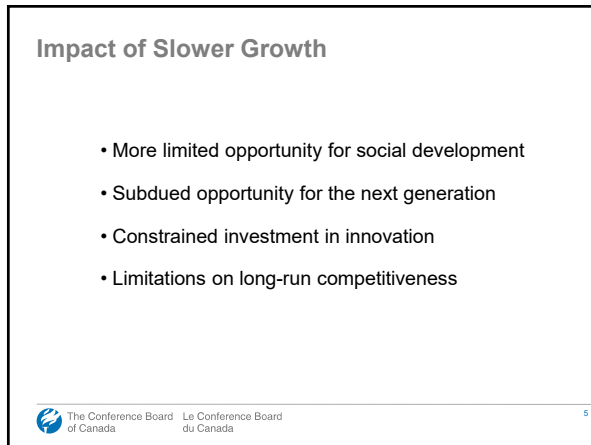 Impact of Slower Growth
• More limited opportunity for social development
• Subdued opportunity for the next generation
• Constrained investment in innovation
• Limitations on long-run competitiveness
The Conference Board
of Canada
Le Conference Board
du Canada
5